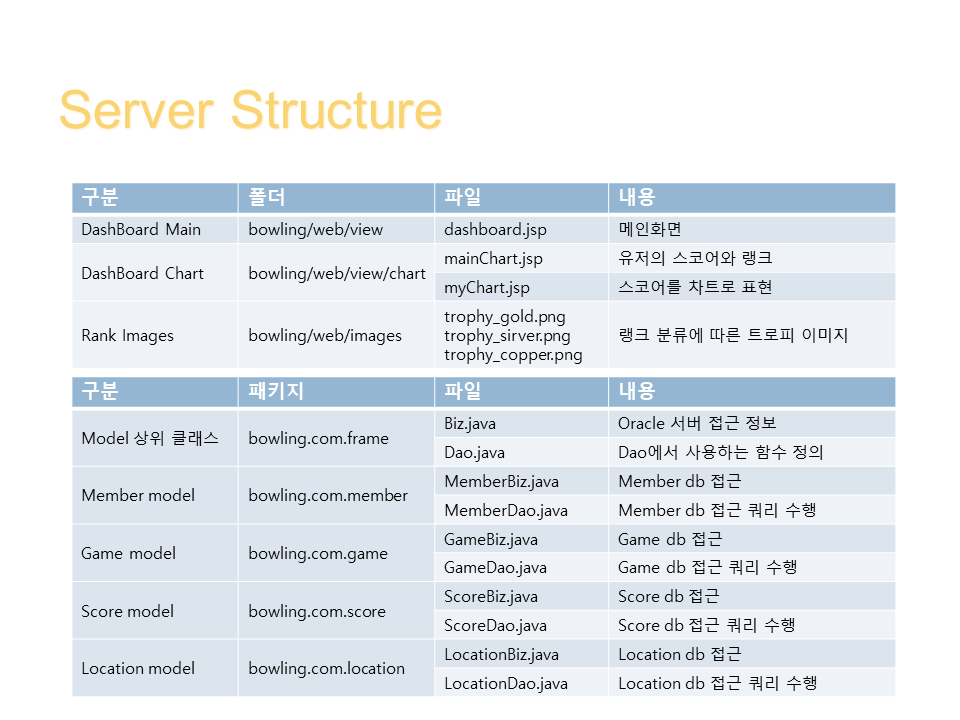 Server Structure
구분 폴더 파일 내용
DashBoard Main bowling/web/view dashboard.jsp 메인화면
DashBoard Chart bowling/web/view/chart mainChart.jsp 유저의 스코어와 랭크
myChart.jsp 스코어를 차트로 표현
Rank Images bowling/web/images trophy_gold.png
trophy_sirver.png
trophy_copper.png 랭크 분류에 따른 트로피 이미지
구분 패키지 파일 내용
Model 상위 클래스 bowling.com.frame Biz.java Oracle 서버 접근 정보
Dao.java Dao에서 사용하는 함수 정의
Member model bowling.com.member MemberBiz.java Member db 접근
MemberDao.java Member db 접근 쿼리 수행
Game model bowling.com.game GameBiz.java Game db 접근
GameDao.java Game db 접근 쿼리 수행
Score model bowling.com.score ScoreBiz.java Score db 접근
ScoreDao.java Score db 접근 쿼리 수행
Location model bowling.com.location LocationBiz.java Location db 접근
LocationDao.java Location db 접근 쿼리 수행